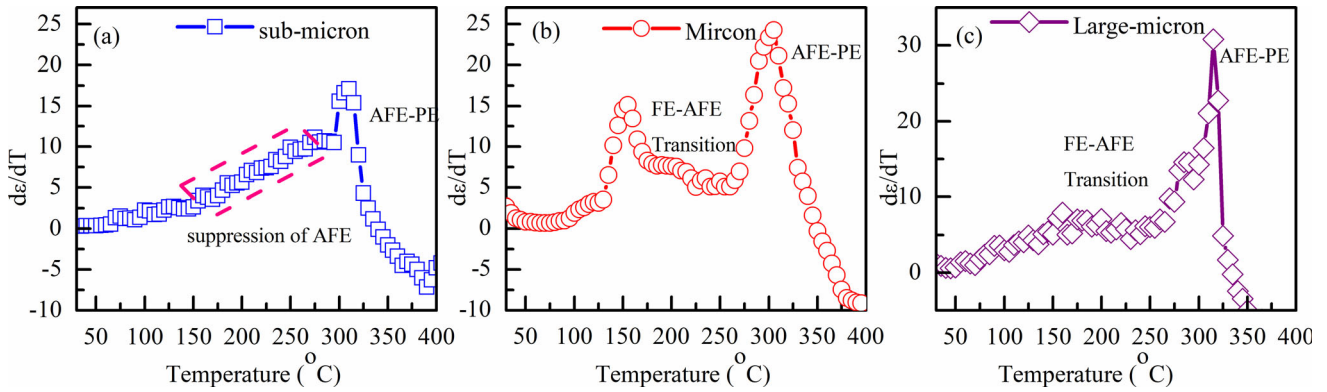 (a)
sub-micron
AFE-PE
suppression of AFE
dε/dT
25
20
15
10
5
0
-5
-10
50 100 150 200 250 300 350 400
Temperature (°C)
(b)
Mircon
AFE-PE
FE-AFE
Transition
dε/dT
25
20
15
10
5
0
-5
-10
50 100 150 200 250 300 350 400
Temperature (°C)
(c)
Large-micron
AFE-PE
FE-AFE
Transition
dε/dT
30
20
10
0
50 100 150 200 250 300 350 400
Temperature (°C)